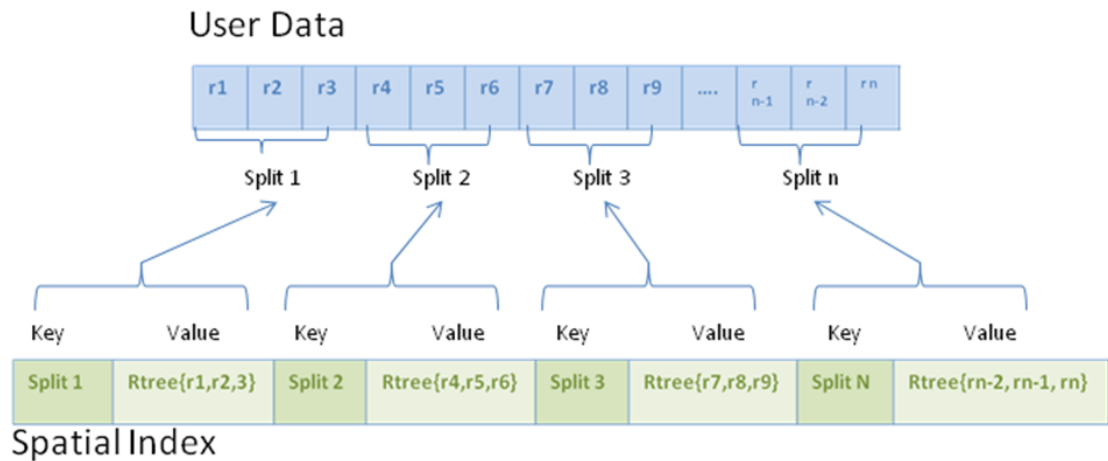 User Data
r1 r2 r3 r4 r5 r6 r7 r8 r9 .... r n-1 r n-2 rn
Split 1 Split 2 Split 3 Split n
Key Value Key Value Key Value Key Value
Split 1 Rtree{r1,r2,3} Split 2 Rtree{r4,r5,r6} Split 3 Rtree{r7,r8,r9} Split N Rtree{rn-2, rn-1, rn}
Spatial Index